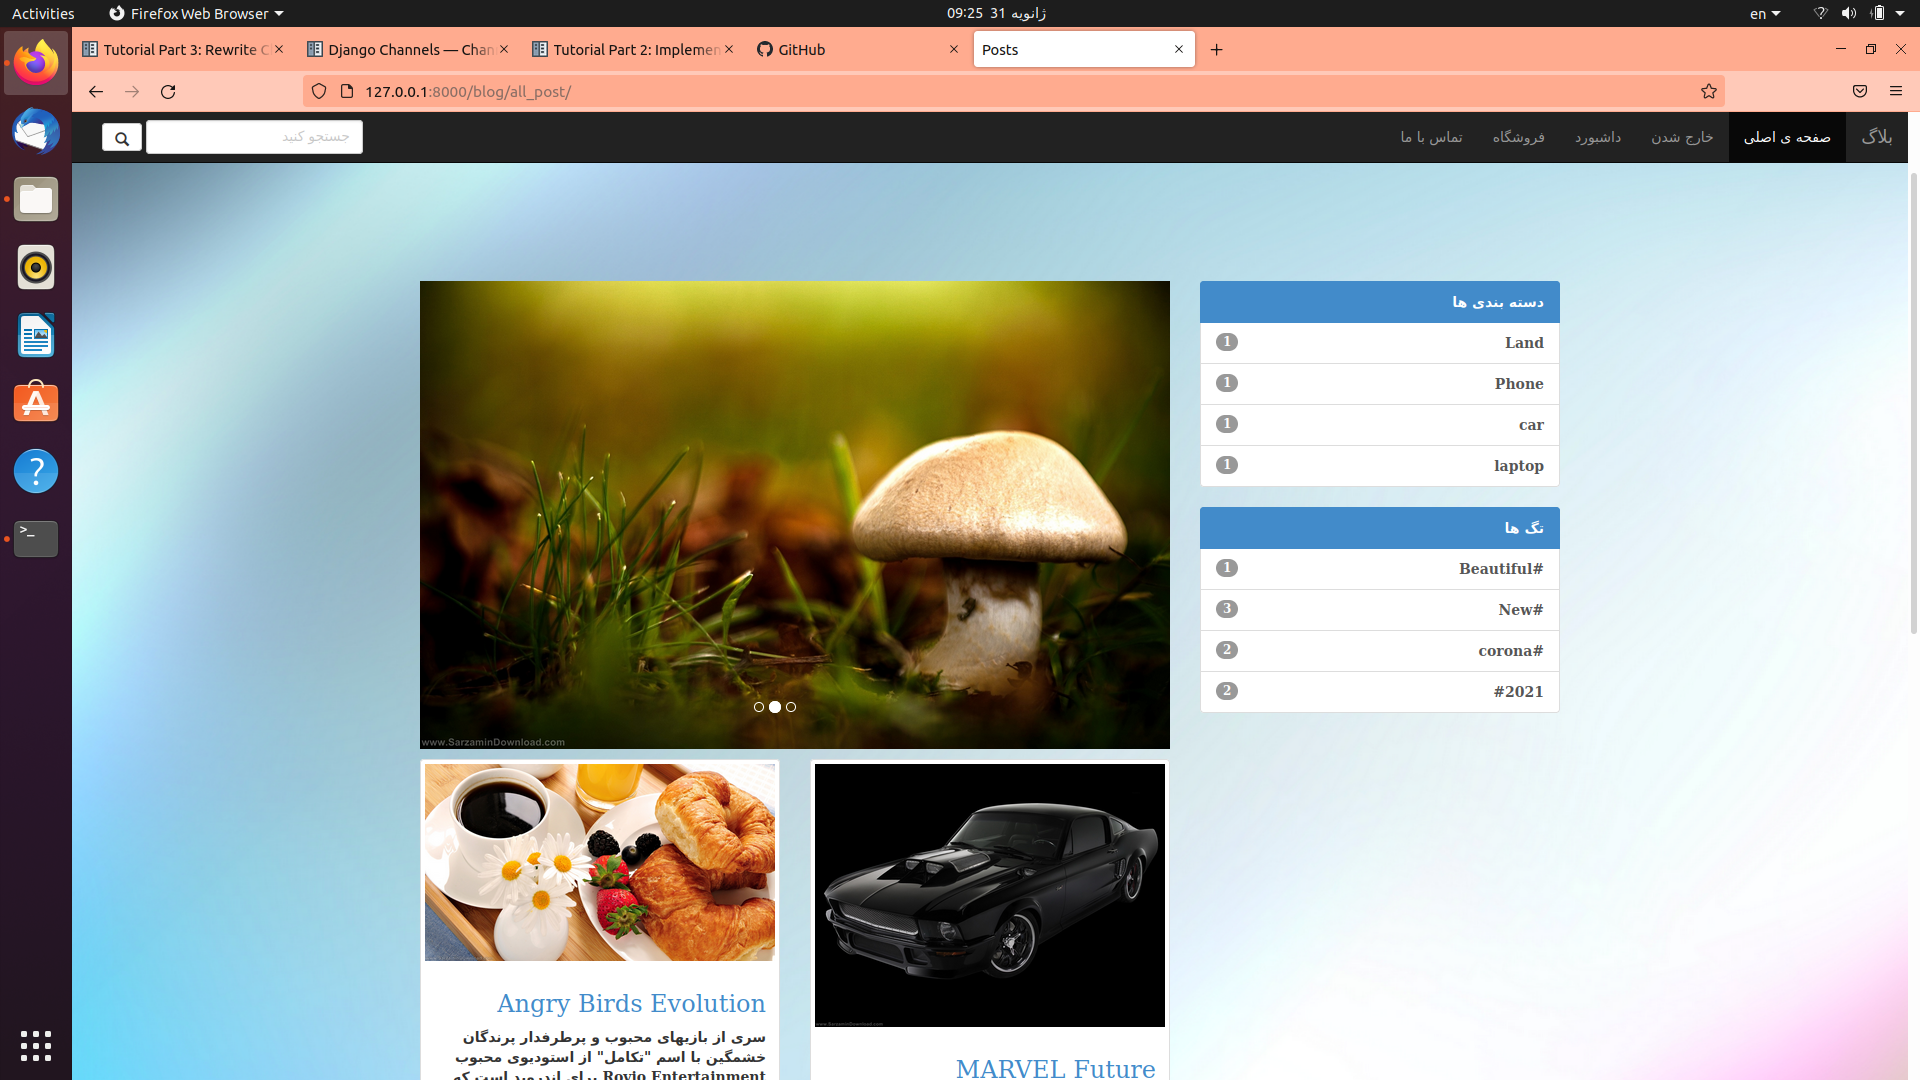 Activities
Firefox Web Browser
ژانویه 31  09:25
en
Tutorial Part 3: Rewrite C
Django Channels — Chan
Tutorial Part 2: Implemen
GitHub
Posts
127.0.0.1:8000/blog/all_post/
بلاگ
صفحه ی اصلی
خارج شدن
داشبورد
فروشگاه
تماس با ما
جستجو کنید
دسته بندی ها
Land 1
Phone 1
car 1
laptop 1
تگ ها
Beautiful# 1
New# 3
corona# 2
#2021 2
www.SarzaminDownload.com
Angry Birds Evolution
سری از بازیهای محبوب و پرطرفدار پرندگان
خشمگین با اسم "تکامل" از استودیوی محبوب
Rovio Entertainment برای اندروید است که
MARVEL Future